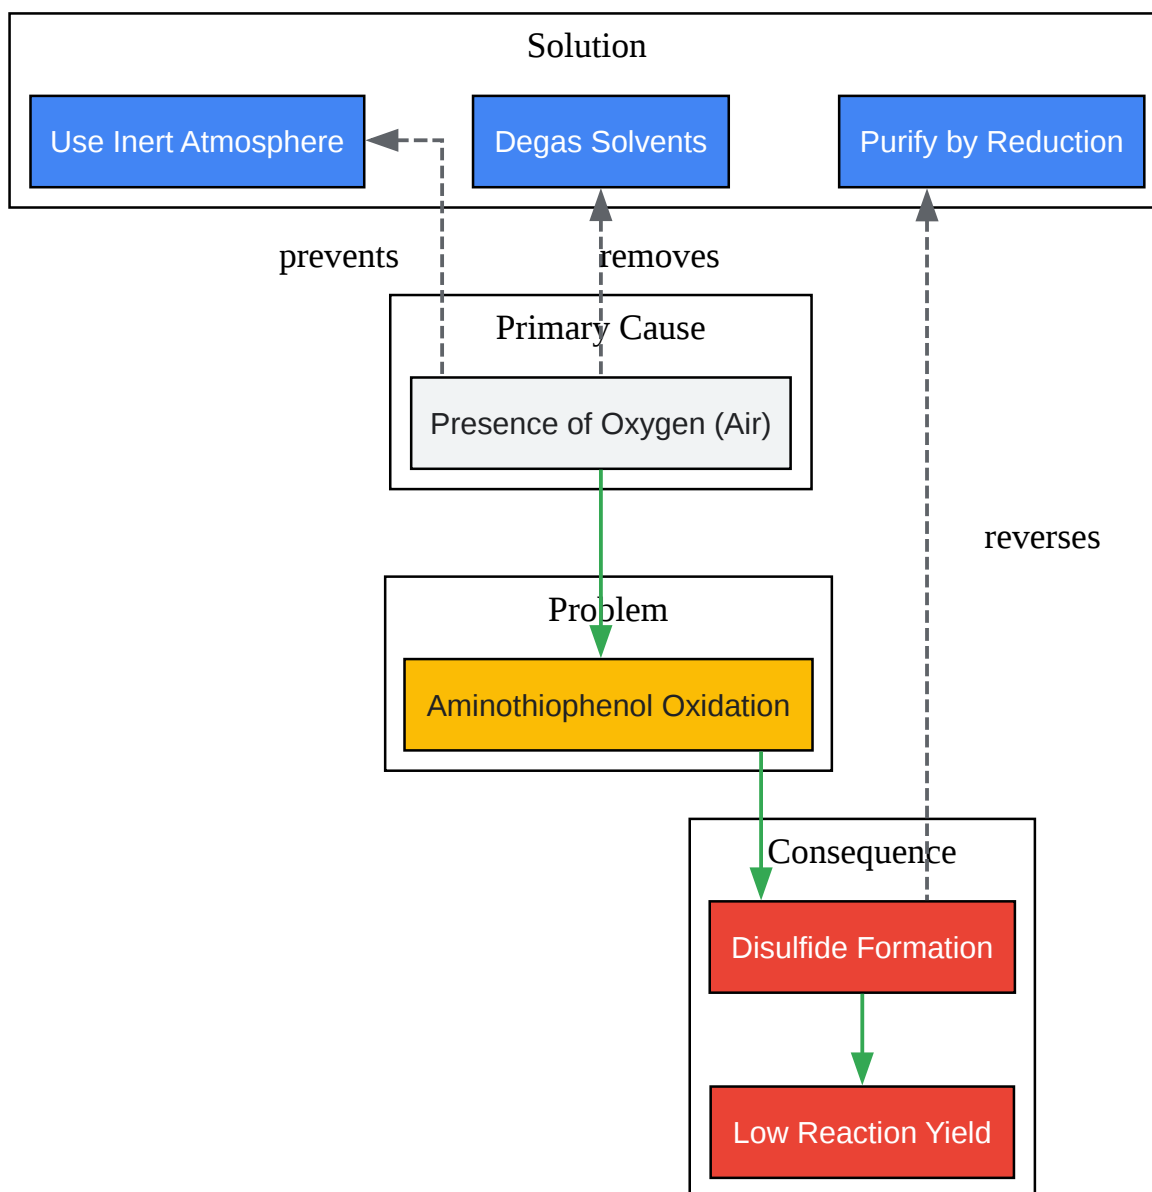 Solution
Use Inert Atmosphere
Degas Solvents
Purify by Reduction
prevents
removes
Primary Cause
Presence of Oxygen (Air)
reverses
Problem
Aminothiophenol Oxidation
Consequence
Disulfide Formation
Low Reaction Yield